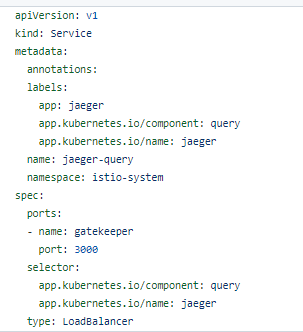 apiVersion: v1
kind: Service
metadata:
  annotations:
  labels:
    app: jaeger
    app.kubernetes.io/component: query
    app.kubernetes.io/name: jaeger
  name: jaeger-query
  namespace: istio-system
spec:
  ports:
  - name: gatekeeper
    port: 3000
  selector:
    app.kubernetes.io/component: query
    app.kubernetes.io/name: jaeger
  type: LoadBalancer